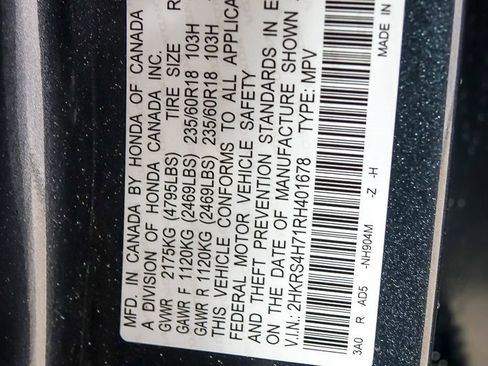 MFD. IN CANADA BY HONDA OF CANADA
A DIVISION OF HONDA CANADA INC.
GVWR 2175KG (4795LBS) TIRE SIZE R
GAWR F 1120KG (2469LBS) 235/60R18 103H
GAWR R 1120KG (2469LBS) 235/60R18 103H
THIS VEHICLE CONFORMS TO ALL APPLICA
FEDERAL MOTOR VEHICLE SAFETY
AND THEFT PREVENTION STANDARDS IN E
ON THE DATE OF MANUFACTURE SHOWN
V.I.N.: 2HKRS4H71RH401678 TYPE: MPV
3A0 R AD5 -NH904M -Z -H
MADE IN